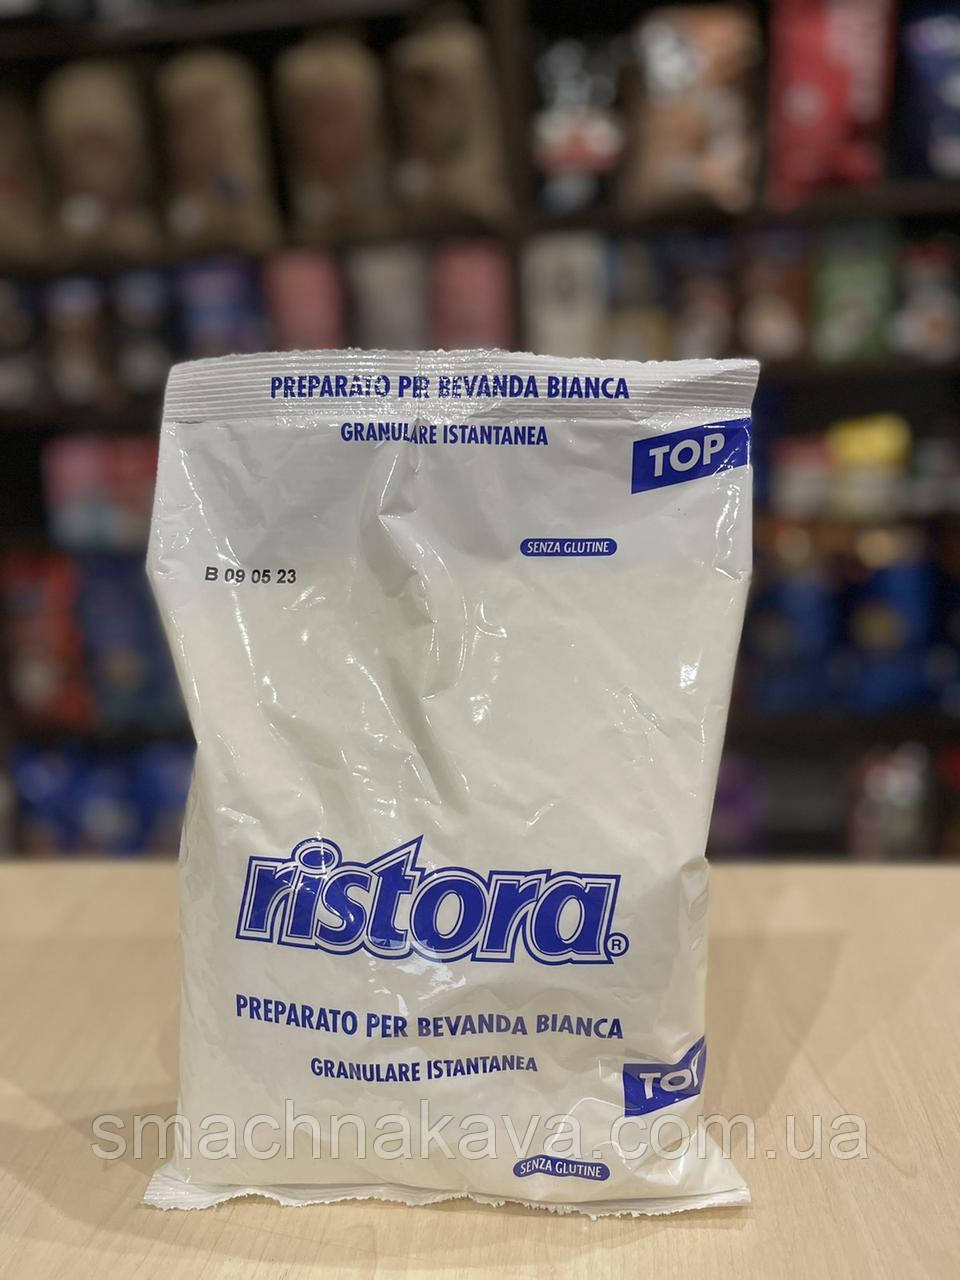 PREPARATO PER BEVANDA BIANCA
GRANULARE ISTANTANEA
TOP
SENZA GLUTINE
B 09 05 23
ristora®
PREPARATO PER BEVANDA BIANCA
GRANULARE ISTANTANEA
TOP
smachnakava.com.ua
SENZA GLUTINE